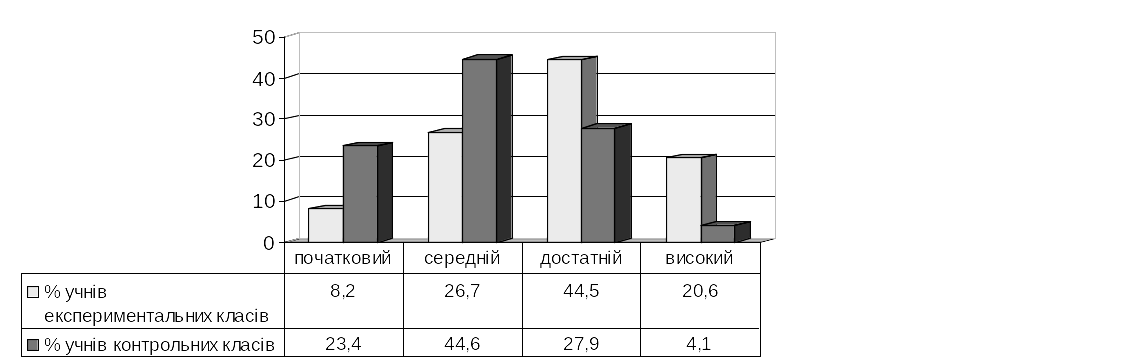 50
40
30
20
10
0
початковий середній достатній високий
% учнів
експериментальних класів
8,2 26,7 44,5 20,6
% учнів контрольних класів 23,4 44,6 27,9 4,1